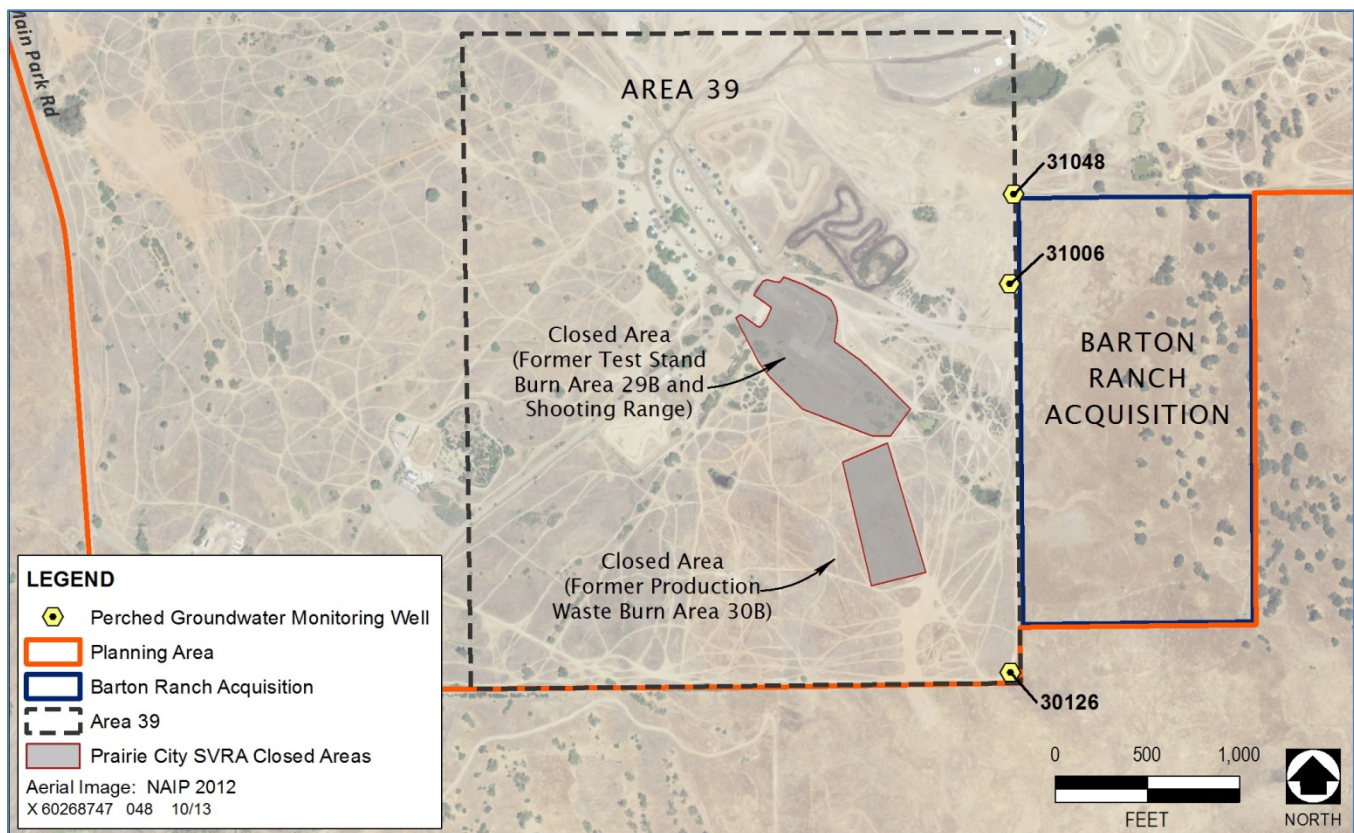 Main Park Rd
AREA 39
31048
31006
Closed Area
(Former Test Stand
Burn Area 29B and
Shooting Range)
BARTON
RANCH
ACQUISITION
Closed Area
(Former Production
Waste Burn Area 30B)
30126
LEGEND
Perched Groundwater Monitoring Well
Planning Area
Barton Ranch Acquisition
Area 39
Prairie City SVRA Closed Areas
Aerial Image: NAIP 2012
X 60268747 048 10/13
0 500 1,000
FEET
NORTH